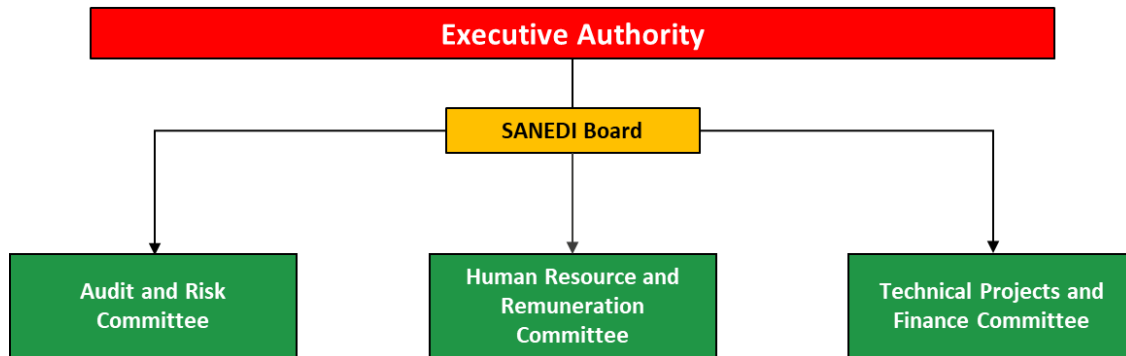 Executive Authority
SANEDI Board
Audit and Risk
Committee
Human Resource and
Remuneration
Committee
Technical Projects and
Finance Committee